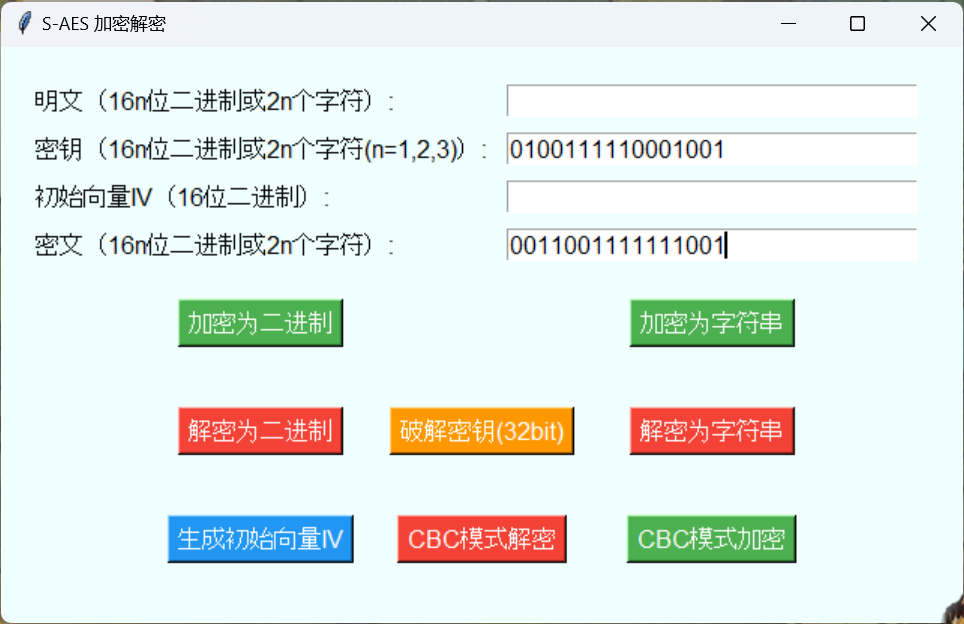 S-AES 加密解密
明文（16n位二进制或2n个字符）:
密钥（16n位二进制或2n个字符(n=1,2,3)）: 0100111110001001
初始向量IV（16位二进制）:
密文（16n位二进制或2n个字符）: 0011001111111001
加密为二进制 加密为字符串
解密为二进制 破解密钥(32bit) 解密为字符串
生成初始向量IV CBC模式解密 CBC模式加密